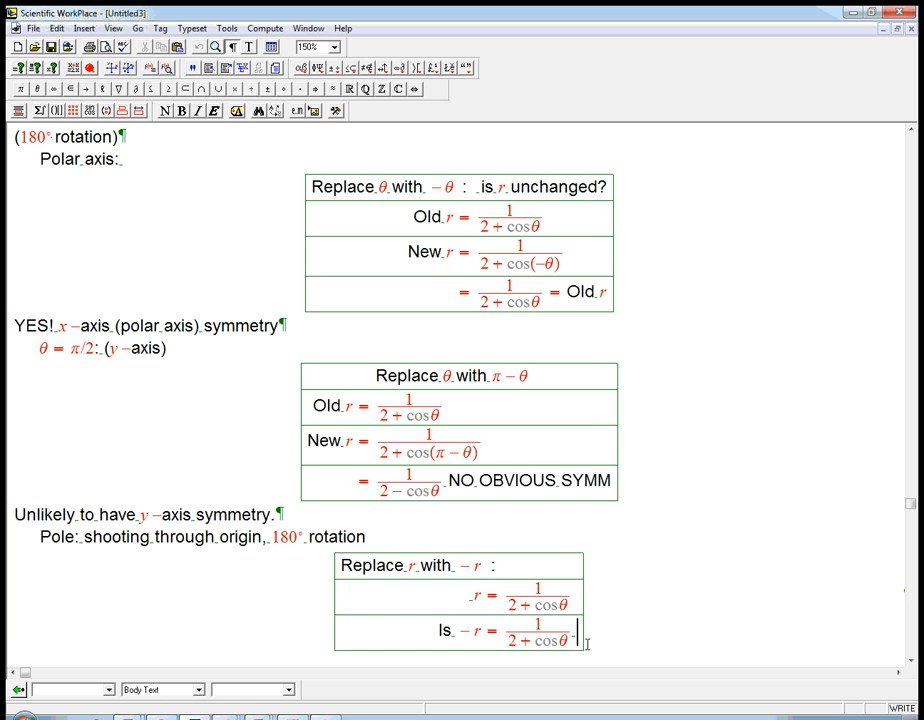 Scientific WorkPlace - [Untitled3]
File Edit Insert View Go Tag Typeset Tools Compute Window Help
150%
π θ ∞ ∈ → ℓ ∇ ∂ ≤ ⊂ ∩ ∪ × ÷ ± ∘ · ⇒ ≈ ℝ ℚ ℤ ℂ ⇔
N B I E
(180° rotation)¶
Polar axis:
Replace θ with −θ : is r unchanged?
Old r = 1/(2 + cosθ)
New r = 1/(2 + cos(−θ))
= 1/(2 + cosθ) = Old r
YES! x−axis (polar axis) symmetry¶
θ = π/2: (y−axis)
Replace θ with π − θ
Old r = 1/(2 + cosθ)
New r = 1/(2 + cos(π − θ))
= 1/(2 − cosθ) NO OBVIOUS SYMM
Unlikely to have y−axis symmetry.¶
Pole: shooting through origin, 180° rotation
Replace r with −r :
r = 1/(2 + cosθ)
Is −r = 1/(2 + cosθ)
Body Text
WRITE